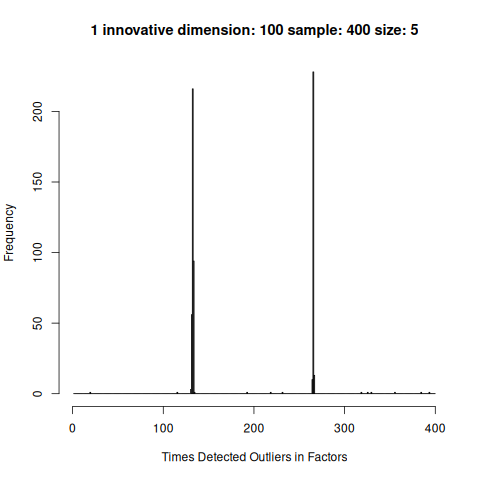 1 innovative dimension: 100 sample: 400 size: 5
Frequency
200
150
100
50
0
0 100 200 300 400
Times Detected Outliers in Factors